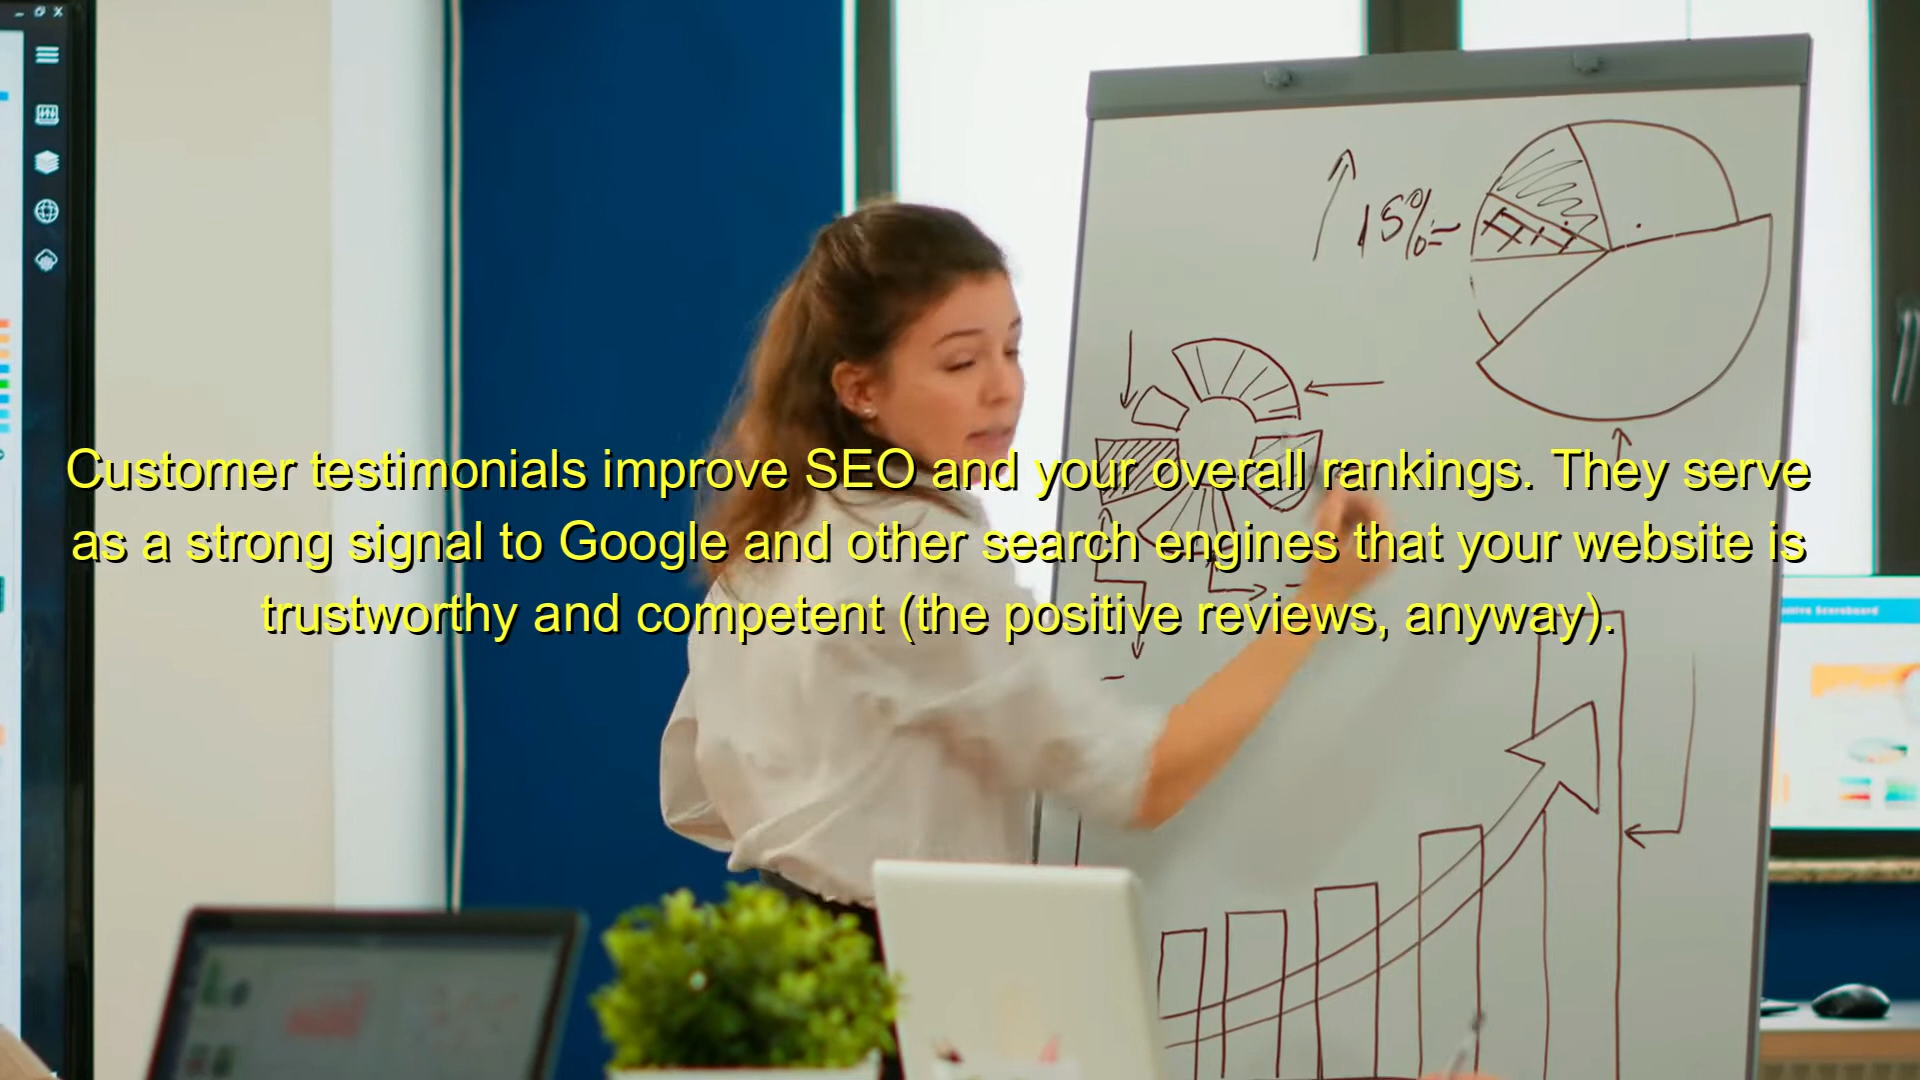 15%=
Customer testimonials improve SEO and your overall rankings. They serve
as a strong signal to Google and other search engines that your website is
trustworthy and competent (the positive reviews, anyway).
Scoreboard